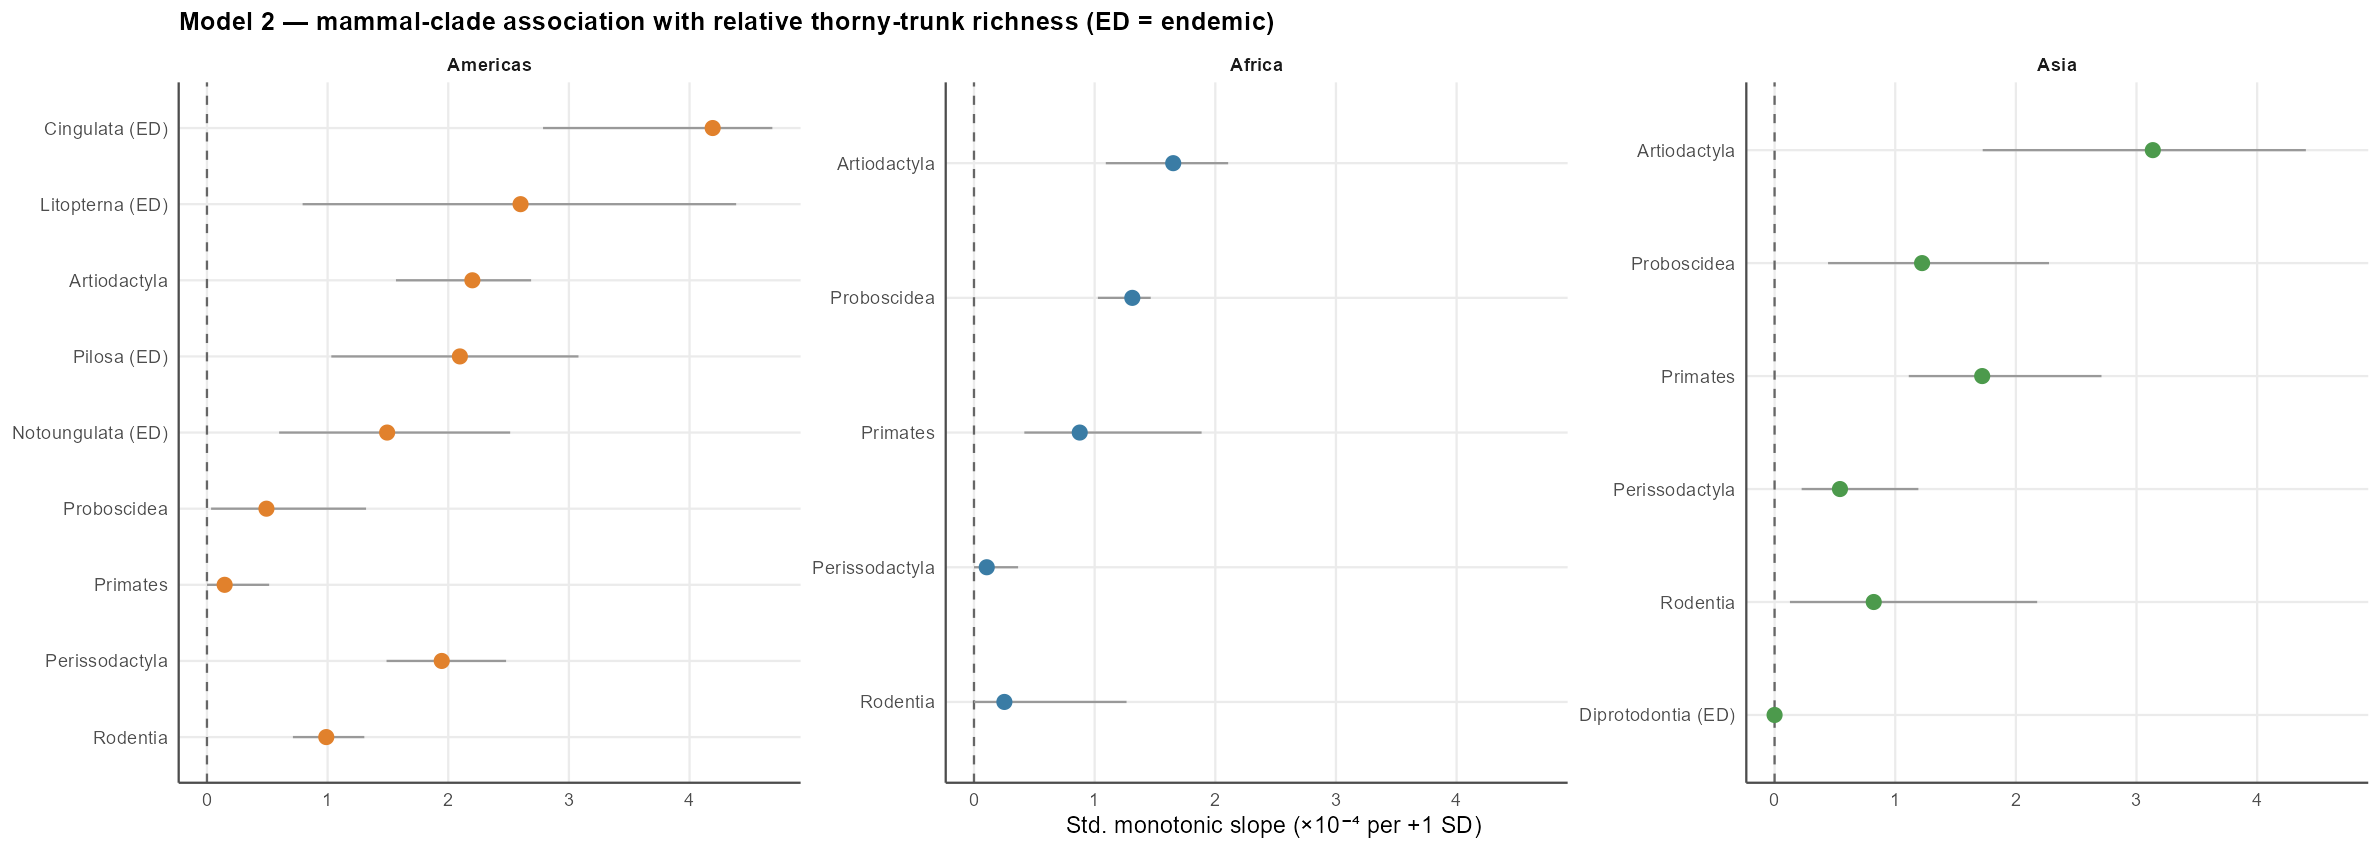 Model 2 — mammal-clade association with relative thorny-trunk richness (ED = endemic)
Americas
Cingulata (ED)
Litopterna (ED)
Artiodactyla
Pilosa (ED)
Notoungulata (ED)
Proboscidea
Primates
Perissodactyla
Rodentia
0 1 2 3 4
Africa
Artiodactyla
Proboscidea
Primates
Perissodactyla
Rodentia
0 1 2 3 4
Asia
Artiodactyla
Proboscidea
Primates
Perissodactyla
Rodentia
Diprotodontia (ED)
0 1 2 3 4
Std. monotonic slope (×10⁻⁴ per +1 SD)